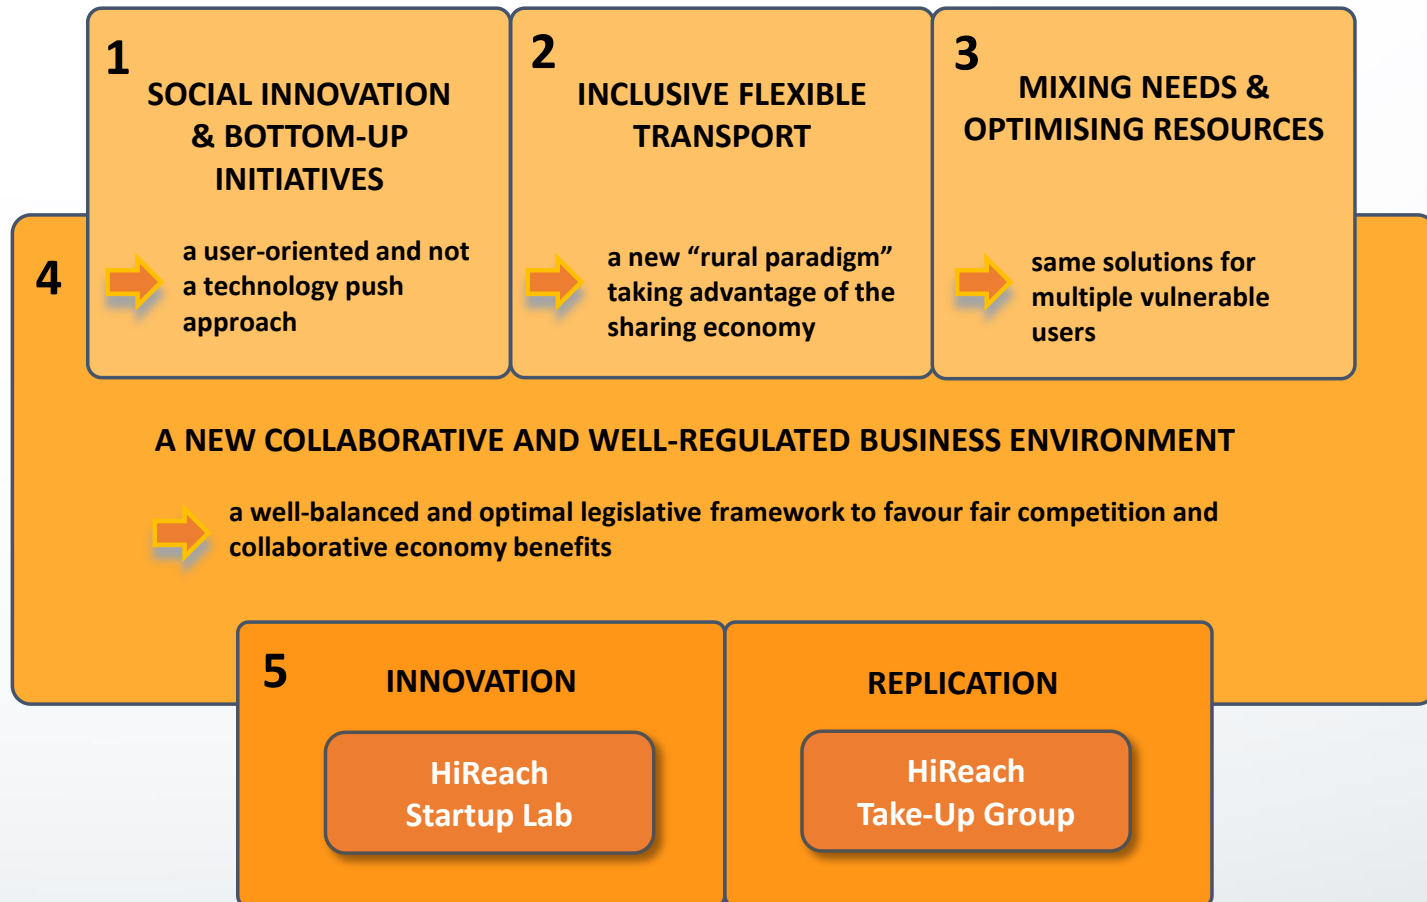 1
SOCIAL INNOVATION
& BOTTOM-UP
INITIATIVES
a user-oriented and not
a technology push
approach
2
INCLUSIVE FLEXIBLE
TRANSPORT
a new “rural paradigm”
taking advantage of the
sharing economy
3
MIXING NEEDS &
OPTIMISING RESOURCES
same solutions for
multiple vulnerable
users
4
A NEW COLLABORATIVE AND WELL-REGULATED BUSINESS ENVIRONMENT
a well-balanced and optimal legislative framework to favour fair competition and
collaborative economy benefits
5
INNOVATION
HiReach
Startup Lab
REPLICATION
HiReach
Take-Up Group